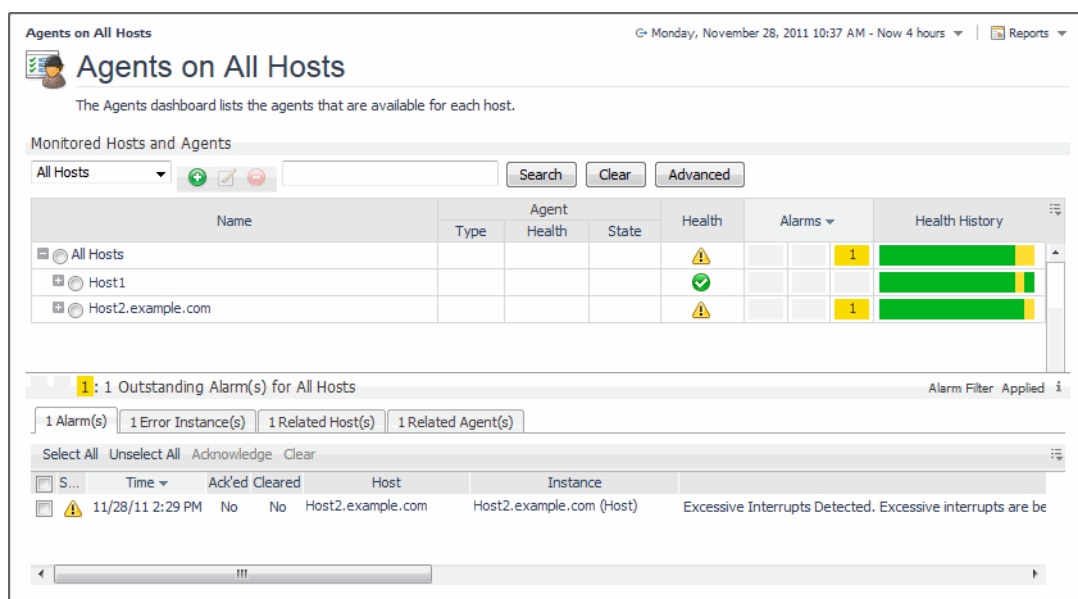 Agents on All Hosts
Monday, November 28, 2011 10:37 AM - Now 4 hours
Reports
Agents on All Hosts
The Agents dashboard lists the agents that are available for each host.
Monitored Hosts and Agents
All Hosts
Search Clear Advanced
Name Agent Health Alarms Health History
Type Health State
All Hosts 1
Host1
Host2.example.com 1
1 : 1 Outstanding Alarm(s) for All Hosts Alarm Filter Applied i
1 Alarm(s) 1 Error Instance(s) 1 Related Host(s) 1 Related Agent(s)
Select All Unselect All Acknowledge Clear
S... Time Ack'ed Cleared Host Instance
11/28/11 2:29 PM No No Host2.example.com Host2.example.com (Host) Excessive Interrupts Detected. Excessive interrupts are be